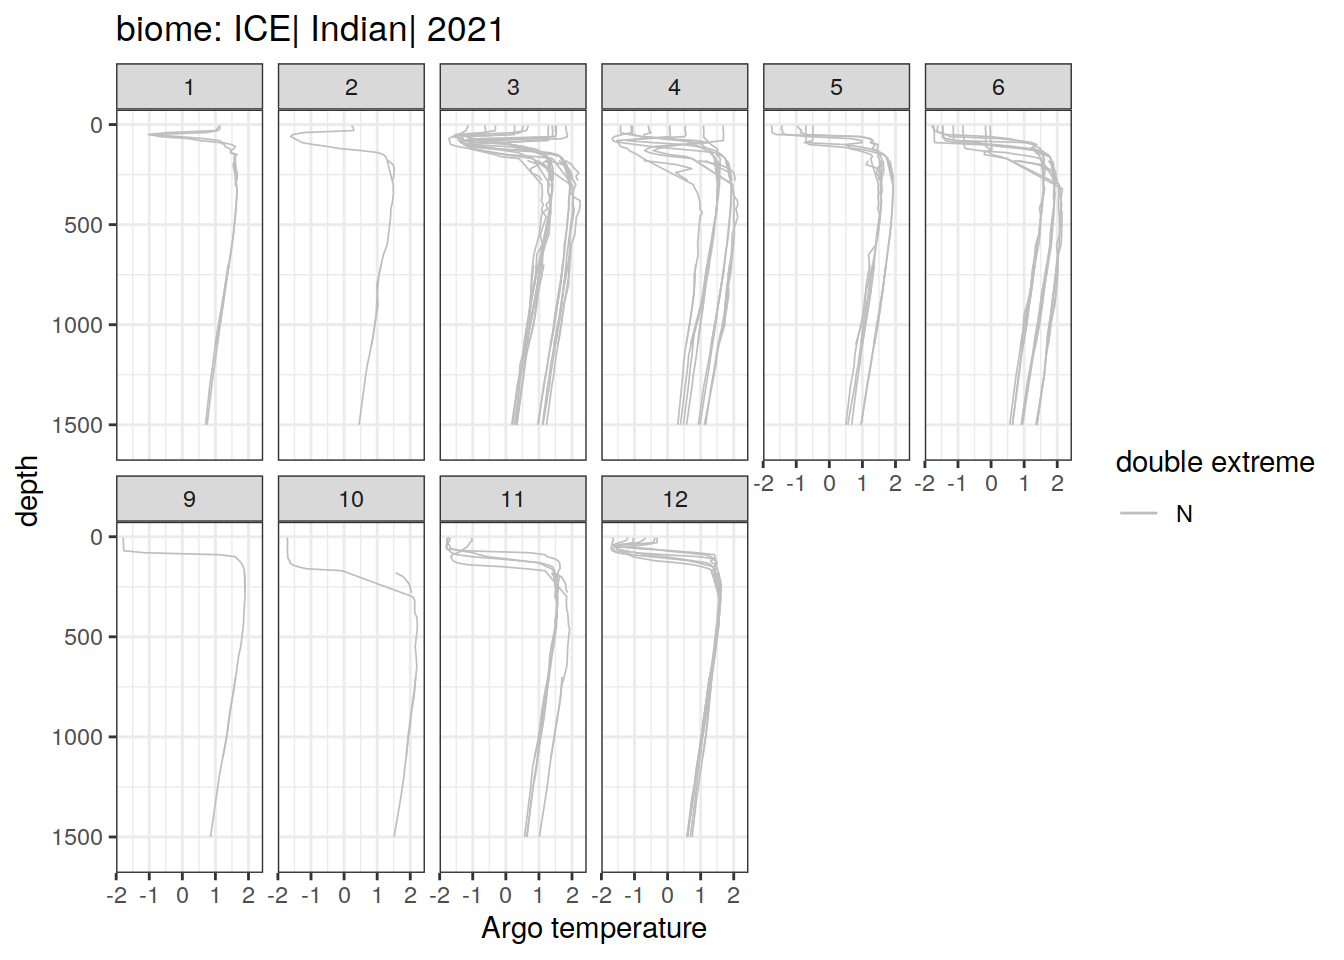 biome: ICE| Indian| 2021
1 2 3 4 5 6
0
500
1000
1500
-2 -1 0 1 2 -2 -1 0 1 2
9 10 11 12
0
500
1000
1500
-2 -1 0 1 2 -2 -1 0 1 2 -2 -1 0 1 2 -2 -1 0 1 2
Argo temperature
depth
double extreme
N